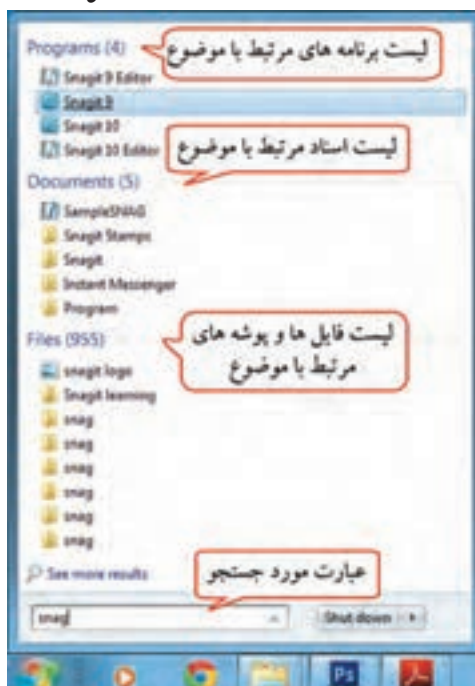 Programs (4)
لیست برنامه های مرتبط با موضوع
Snagit 9 Editor
Snagit 9
Snagit 10
Snagit 10 Editor
لیست اسناد مرتبط با موضوع
Documents (5)
SampleSNAG
Snagit Stamps
Snagit
Instant Messenger
Program
لیست فایل ها و پوشه های
مرتبط با موضوع
Files (955)
snagit logo
Snagit learning
snag
snag
snag
snag
snag
snag
See more results
عبارت مورد جستجو
snag
Shut down
Ps